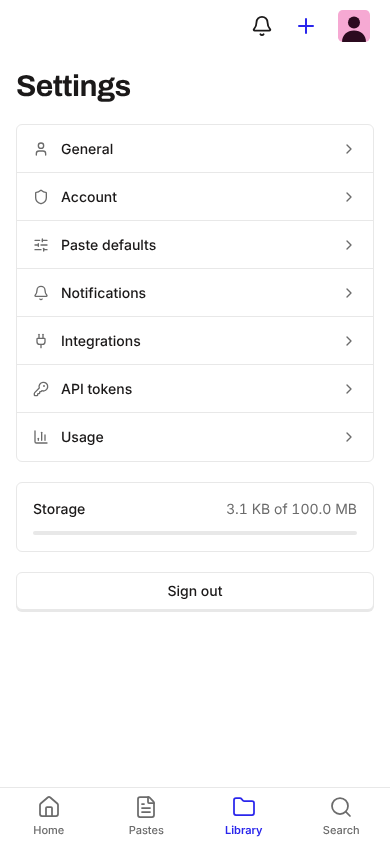 Settings
General
Account
Paste defaults
Notifications
Integrations
API tokens
Usage
Storage 3.1 KB of 100.0 MB
Sign out
Home Pastes Library Search